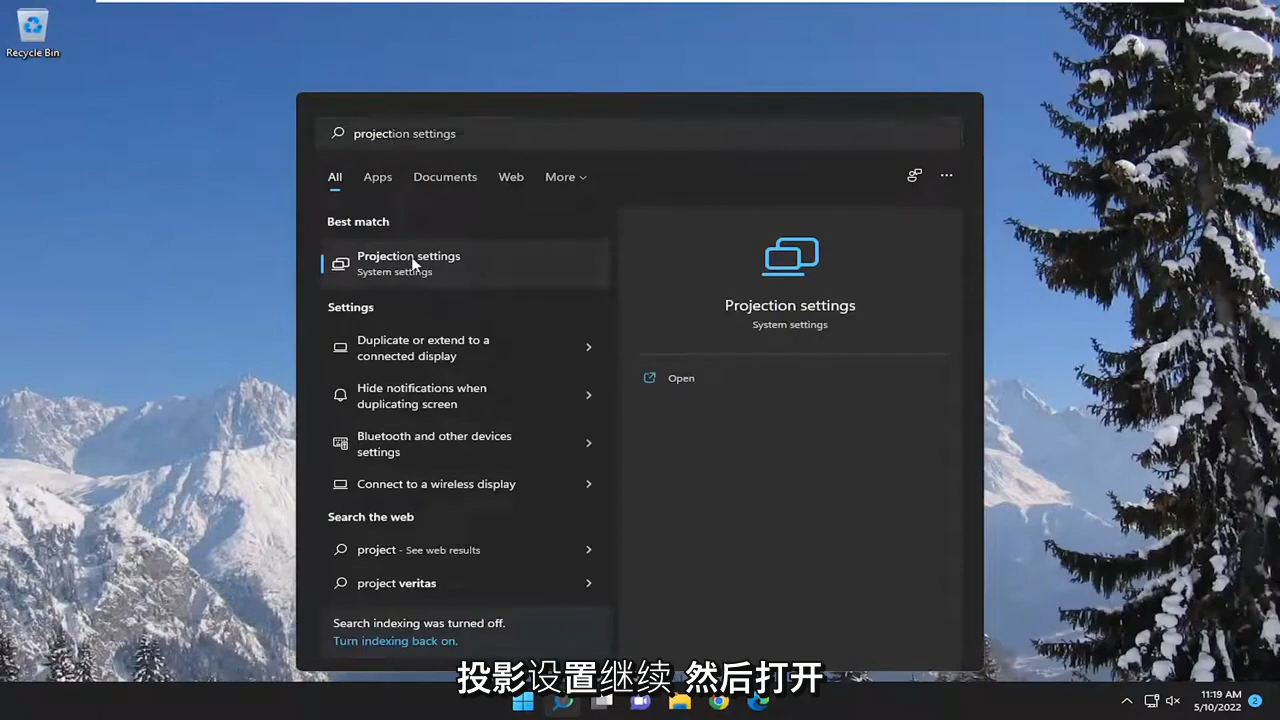 Recycle Bin
projection settings
All Apps Documents Web More
Best match
Projection settings
System settings
Settings
Duplicate or extend to a
connected display
Hide notifications when
duplicating screen
Bluetooth and other devices
settings
Connect to a wireless display
Search the web
project - See web results
project veritas
Search indexing was turned off.
Turn indexing back on.
Projection settings
System settings
Open
投影设置继续 然后打开
11:19 AM
5/10/2022
2